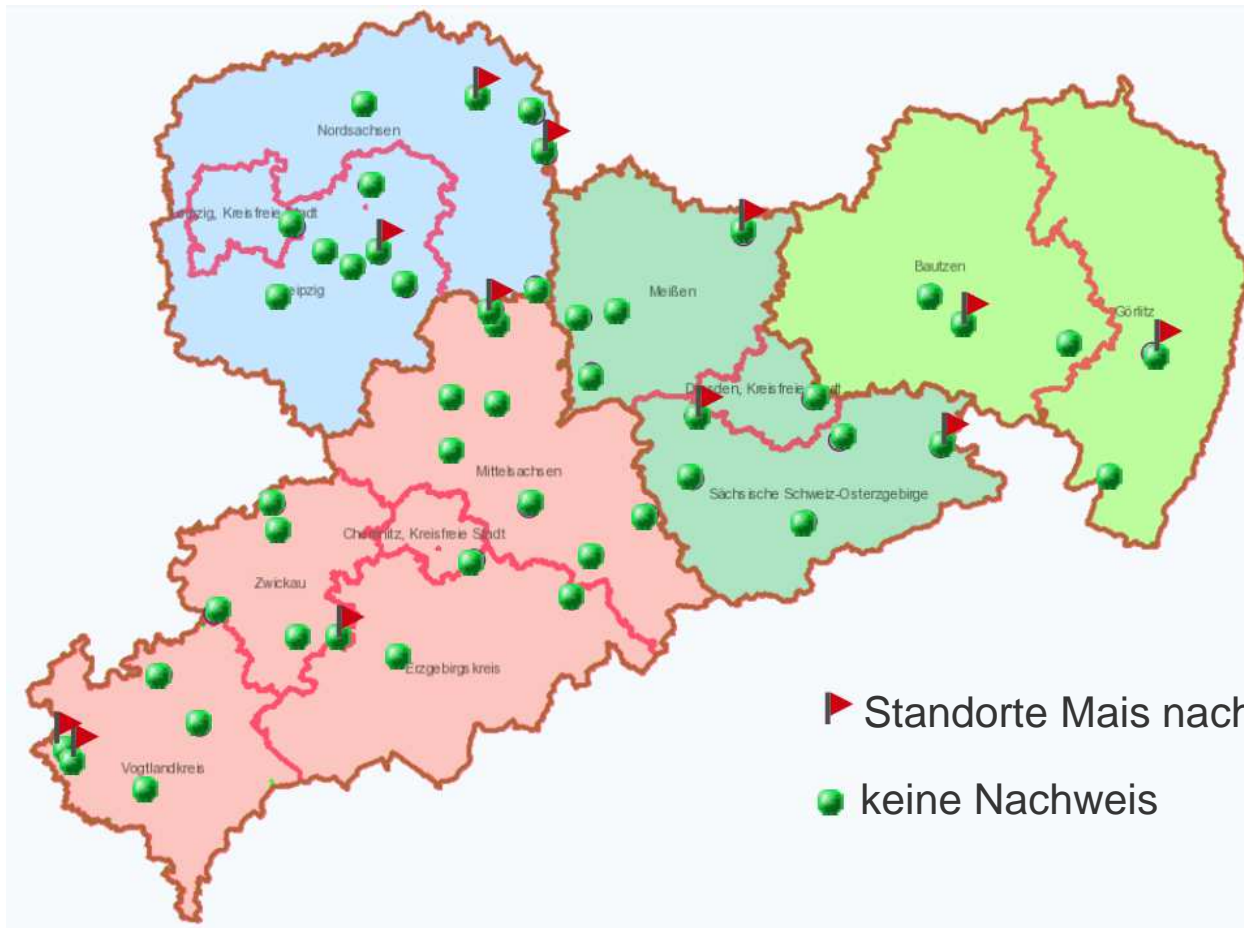 Nordsachsen
Leipzig, Kreisfreie Stadt
Leipzig
Meißen
Bautzen
Görlitz
Dresden, Kreisfreie Stadt
Mittelsachsen
Sächsische Schweiz-Osterzgebirge
Chemnitz, Kreisfreie Stadt
Zwickau
Erzgebirgskreis
Standorte Mais nach
Vogtlandkreis
keine Nachweis